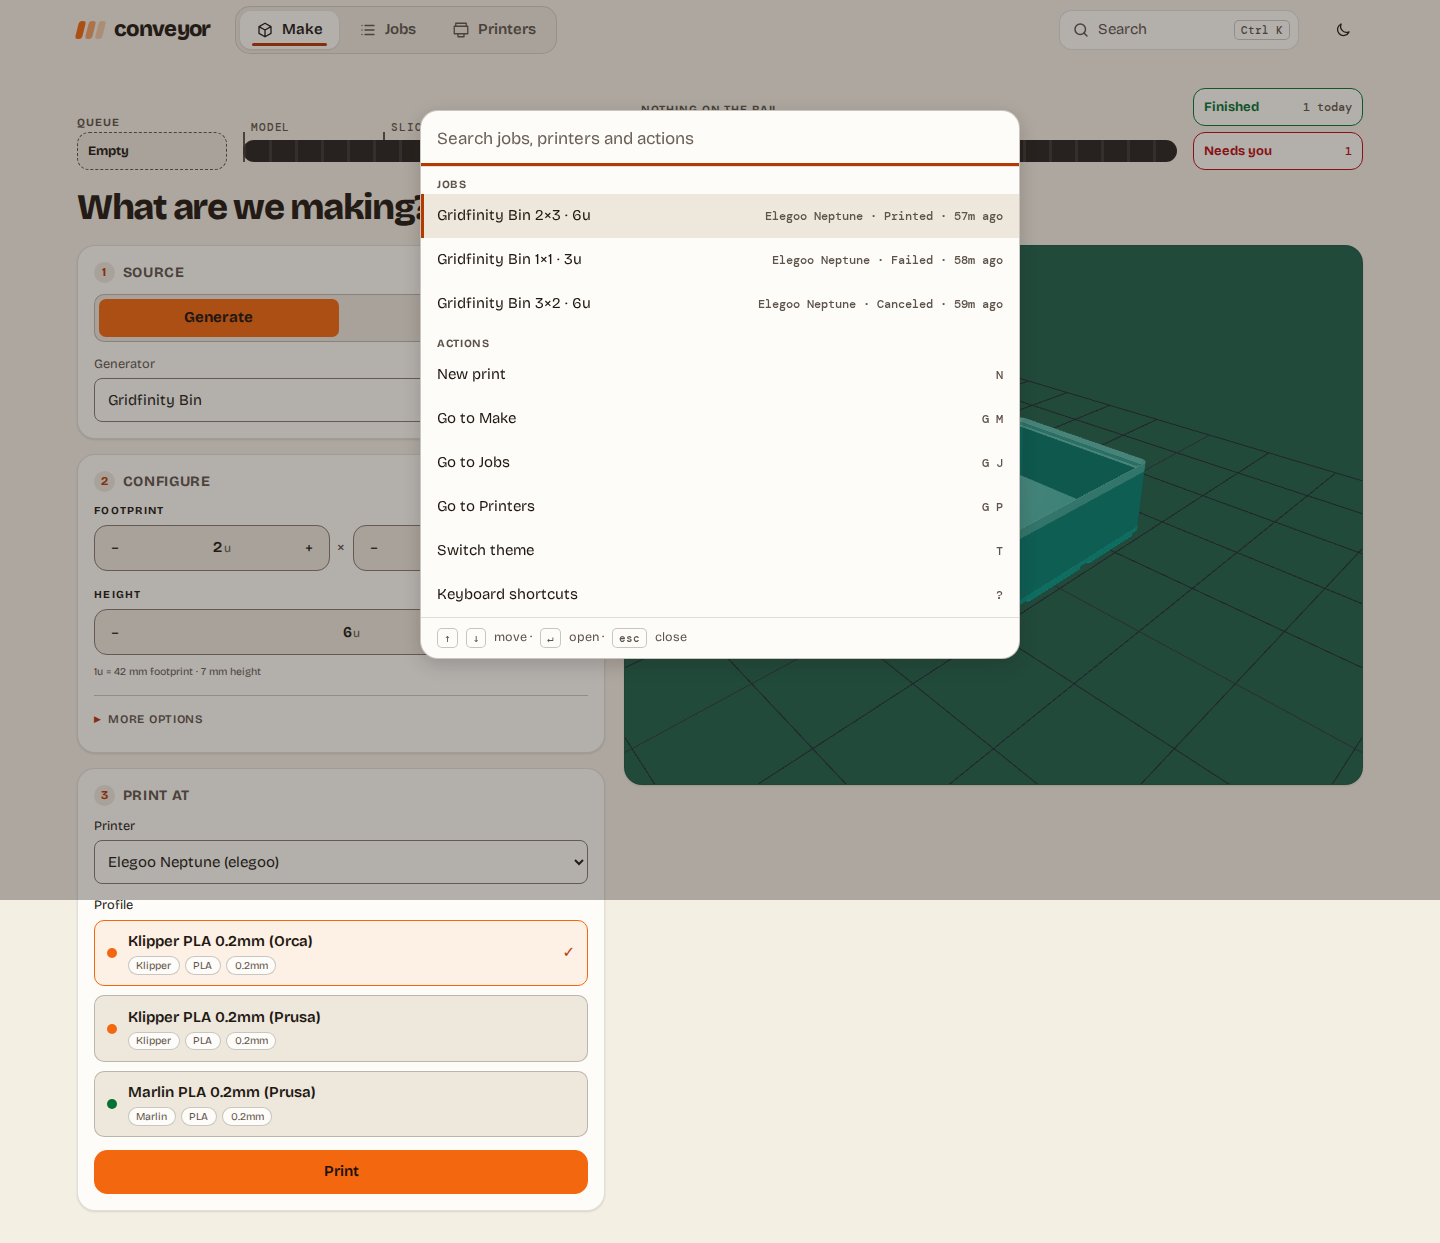 conveyor
Make
Jobs
Printers
Search
Ctrl K
QUEUE
Empty
MODEL
SLIC
NOTHING ON THE RAIL
Finished 1 today
Needs you 1
What are we making?
Search jobs, printers and actions
JOBS
Gridfinity Bin 2×3 · 6u Elegoo Neptune · Printed · 57m ago
Gridfinity Bin 1×1 · 3u Elegoo Neptune · Failed · 58m ago
Gridfinity Bin 3×2 · 6u Elegoo Neptune · Canceled · 59m ago
ACTIONS
New print N
Go to Make G M
Go to Jobs G J
Go to Printers G P
Switch theme T
Keyboard shortcuts ?
↑ ↓ move · ↵ open · esc close
1 SOURCE
Generate
Generator
Gridfinity Bin
2 CONFIGURE
FOOTPRINT
− 2u + × −
HEIGHT
− 6u
1u = 42 mm footprint · 7 mm height
▸ MORE OPTIONS
3 PRINT AT
Printer
Elegoo Neptune (elegoo)
Profile
Klipper PLA 0.2mm (Orca) ✓
Klipper PLA 0.2mm
Klipper PLA 0.2mm (Prusa)
Klipper PLA 0.2mm
Marlin PLA 0.2mm (Prusa)
Marlin PLA 0.2mm
Print